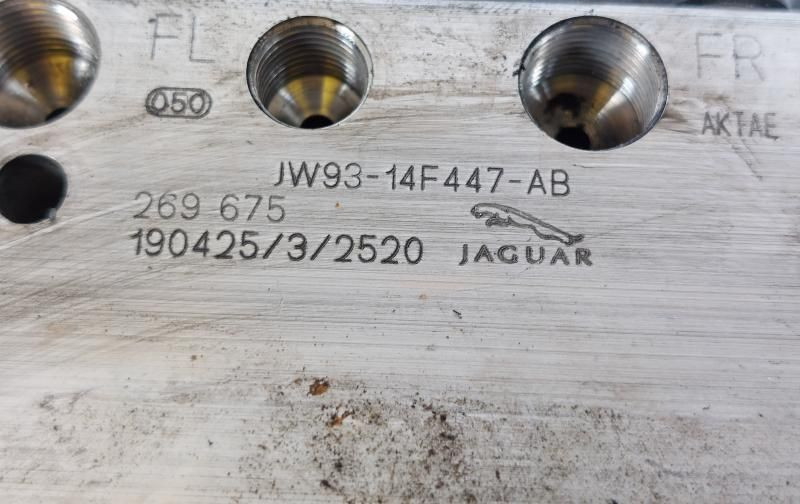 FL
FR
050
AKTAE
JW93-14F447-AB
269 675
190425/3/2520
JAGUAR